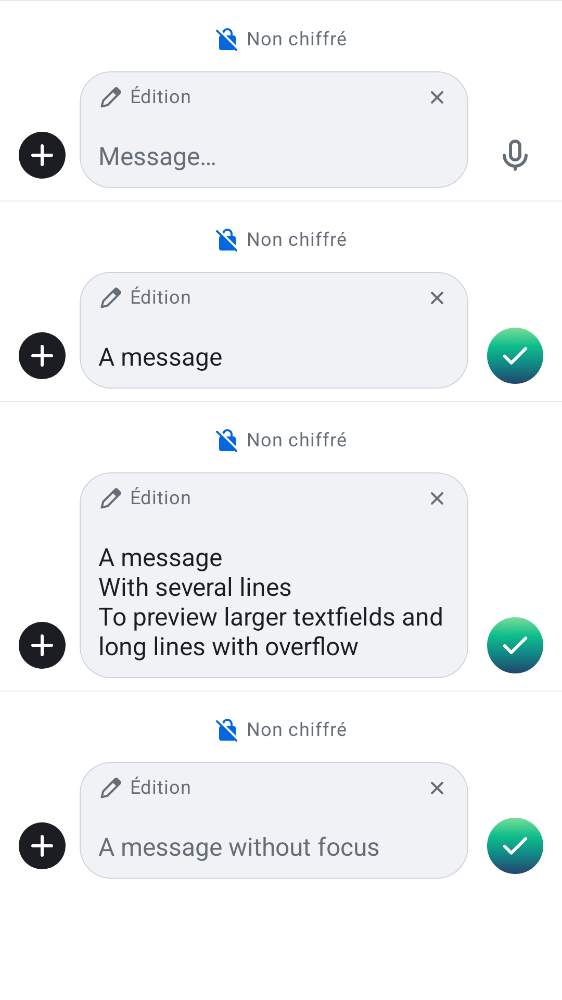 Non chiffré
Édition
Message…
Non chiffré
Édition
A message
Non chiffré
Édition
A message
With several lines
To preview larger textfields and
long lines with overflow
Non chiffré
Édition
A message without focus